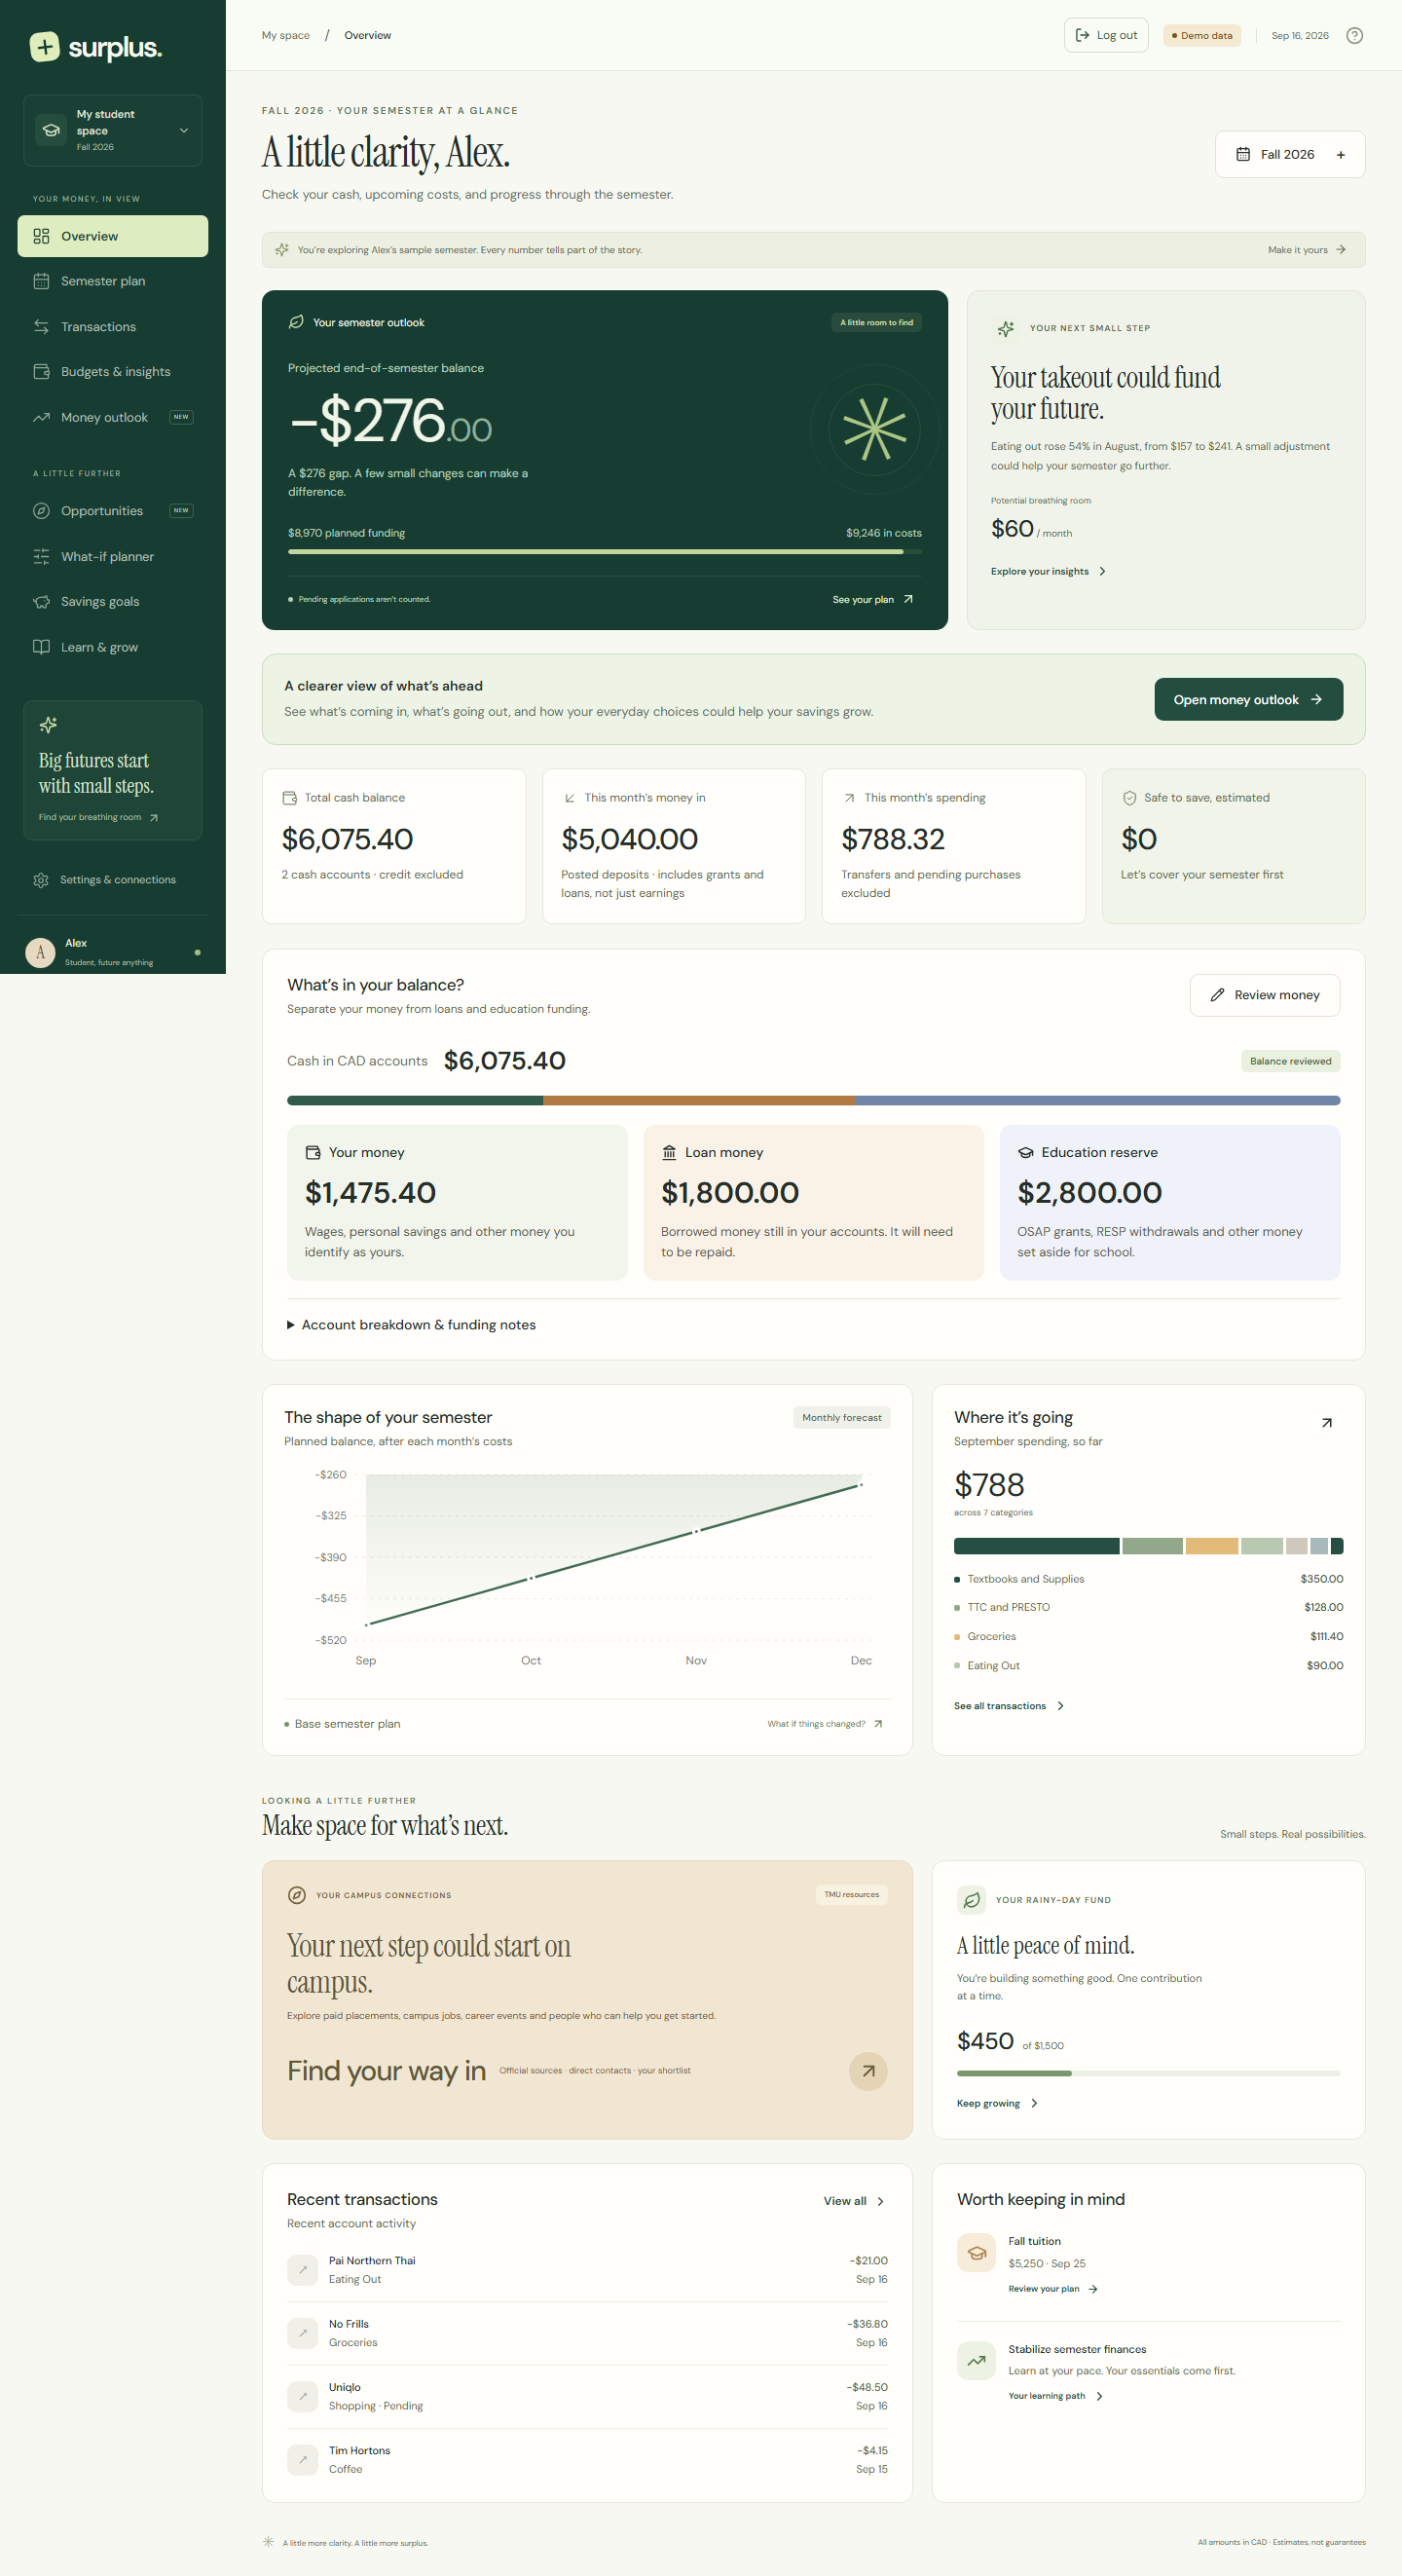 surplus.
My student
space
Fall 2026
YOUR MONEY, IN VIEW
Overview
Semester plan
Transactions
Budgets & insights
Money outlook NEW
A LITTLE FURTHER
Opportunities NEW
What-if planner
Savings goals
Learn & grow
Big futures start
with small steps.
Find your breathing room
Settings & connections
A Alex
Student, future anything
My space / Overview
Log out
Demo data
Sep 16, 2026
FALL 2026 · YOUR SEMESTER AT A GLANCE
A little clarity, Alex.
Check your cash, upcoming costs, and progress through the semester.
Fall 2026 +
You're exploring Alex's sample semester. Every number tells part of the story.
Make it yours
Your semester outlook
A little room to find
Projected end-of-semester balance
-$276.00
A $276 gap. A few small changes can make a
difference.
$8,970 planned funding
$9,246 in costs
Pending applications aren't counted.
See your plan
YOUR NEXT SMALL STEP
Your takeout could fund
your future.
Eating out rose 54% in August, from $157 to $241. A small adjustment
could help your semester go further.
Potential breathing room
$60 / month
Explore your insights
A clearer view of what's ahead
See what's coming in, what's going out, and how your everyday choices could help your savings grow.
Open money outlook
Total cash balance
$6,075.40
2 cash accounts · credit excluded
This month's money in
$5,040.00
Posted deposits · includes grants and
loans, not just earnings
This month's spending
$788.32
Transfers and pending purchases
excluded
Safe to save, estimated
$0
Let's cover your semester first
What's in your balance?
Separate your money from loans and education funding.
Review money
Cash in CAD accounts $6,075.40
Balance reviewed
Your money
$1,475.40
Wages, personal savings and other money you
identify as yours.
Loan money
$1,800.00
Borrowed money still in your accounts. It will need
to be repaid.
Education reserve
$2,800.00
OSAP grants, RESP withdrawals and other money
set aside for school.
Account breakdown & funding notes
The shape of your semester
Planned balance, after each month's costs
Monthly forecast
-$260
-$325
-$390
-$455
-$520
Sep Oct Nov Dec
Base semester plan
What if things changed?
Where it's going
September spending, so far
$788
across 7 categories
Textbooks and Supplies $350.00
TTC and PRESTO $128.00
Groceries $111.40
Eating Out $90.00
See all transactions
LOOKING A LITTLE FURTHER
Make space for what's next.
Small steps. Real possibilities.
YOUR CAMPUS CONNECTIONS
TMU resources
Your next step could start on
campus.
Explore paid placements, campus jobs, career events and people who can help you get started.
Find your way in
Official sources · direct contacts · your shortlist
YOUR RAINY-DAY FUND
A little peace of mind.
You're building something good. One contribution
at a time.
$450 of $1,500
Keep growing
Recent transactions
Recent account activity
View all
Pai Northern Thai -$21.00
Eating Out Sep 16
No Frills -$36.80
Groceries Sep 16
Uniqlo -$48.50
Shopping · Pending Sep 16
Tim Hortons -$4.15
Coffee Sep 15
Worth keeping in mind
Fall tuition
$5,250 · Sep 25
Review your plan
Stabilize semester finances
Learn at your pace. Your essentials come first.
Your learning path
A little more clarity. A little more surplus.
All amounts in CAD · Estimates, not guarantees